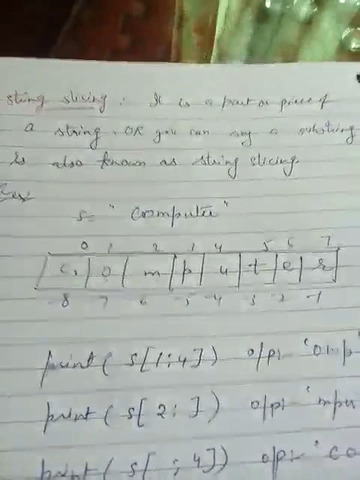 string slicing : It is a part or piece of
a string. OR you can say a substring
is also known as string slicing
Ex:
s = "Coomputer"
0 1 2 3 4 5 6 7
C, o m p u t e r
-8 7 6 -5 -4 3 2 -1
print ( s[1:4]) o/p:- 'omp
print ( s[ 2: ] ) o/p:- 'mpu
print ( s[ : 4]) o/p:- 'co